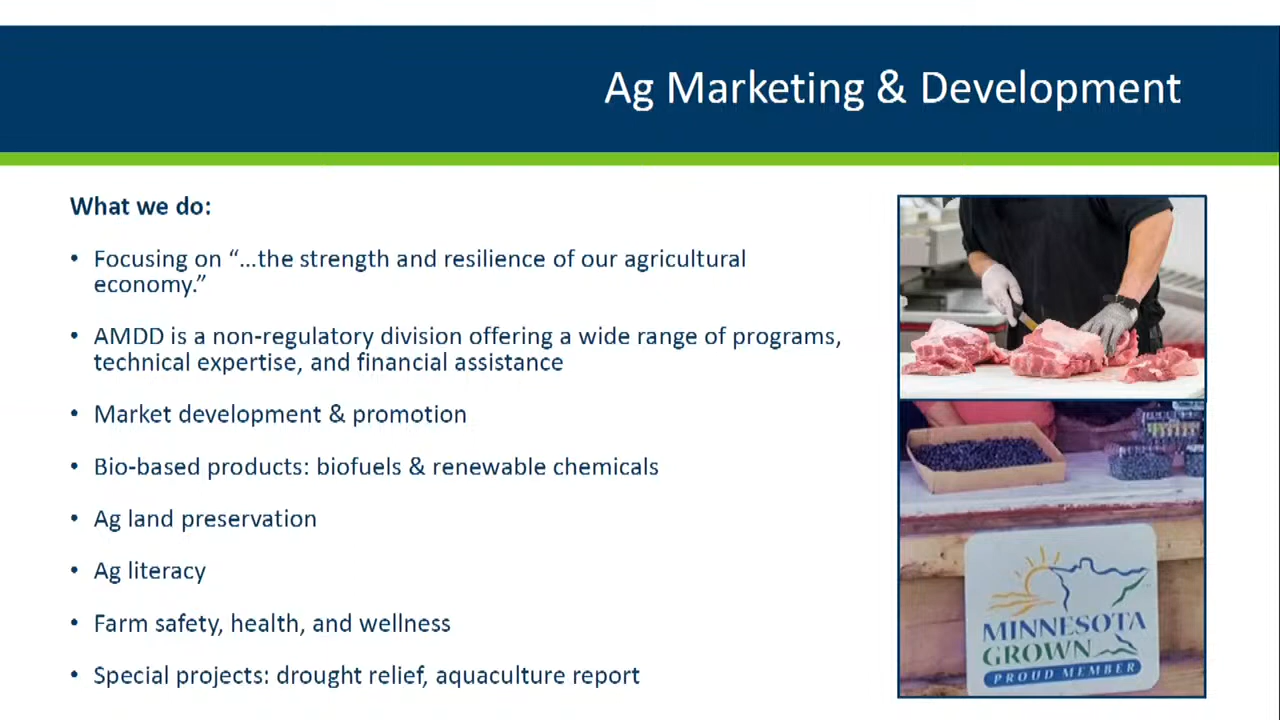 Ag Marketing & Development
What we do:
• Focusing on “...the strength and resilience of our agricultural
economy.”
• AMDD is a non-regulatory division offering a wide range of programs,
technical expertise, and financial assistance
• Market development & promotion
• Bio-based products: biofuels & renewable chemicals
• Ag land preservation
• Ag literacy
• Farm safety, health, and wellness
• Special projects: drought relief, aquaculture report
MINNESOTA
GROWN
PROUD MEMBER